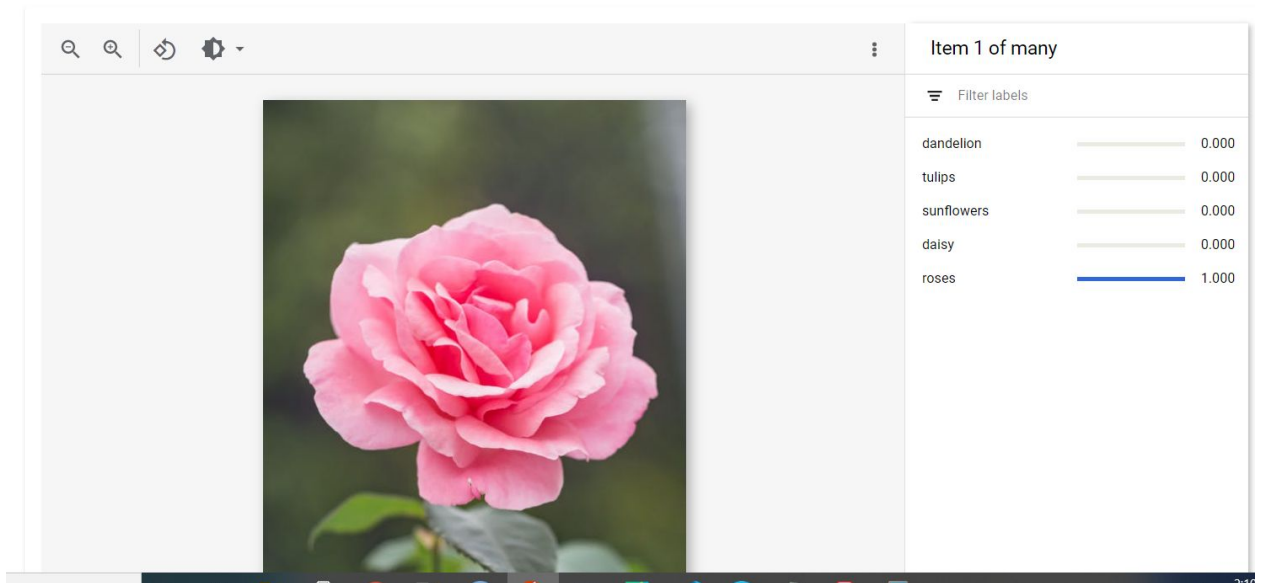 Item 1 of many
Filter labels
dandelion 0.000
tulips 0.000
sunflowers 0.000
daisy 0.000
roses 1.000